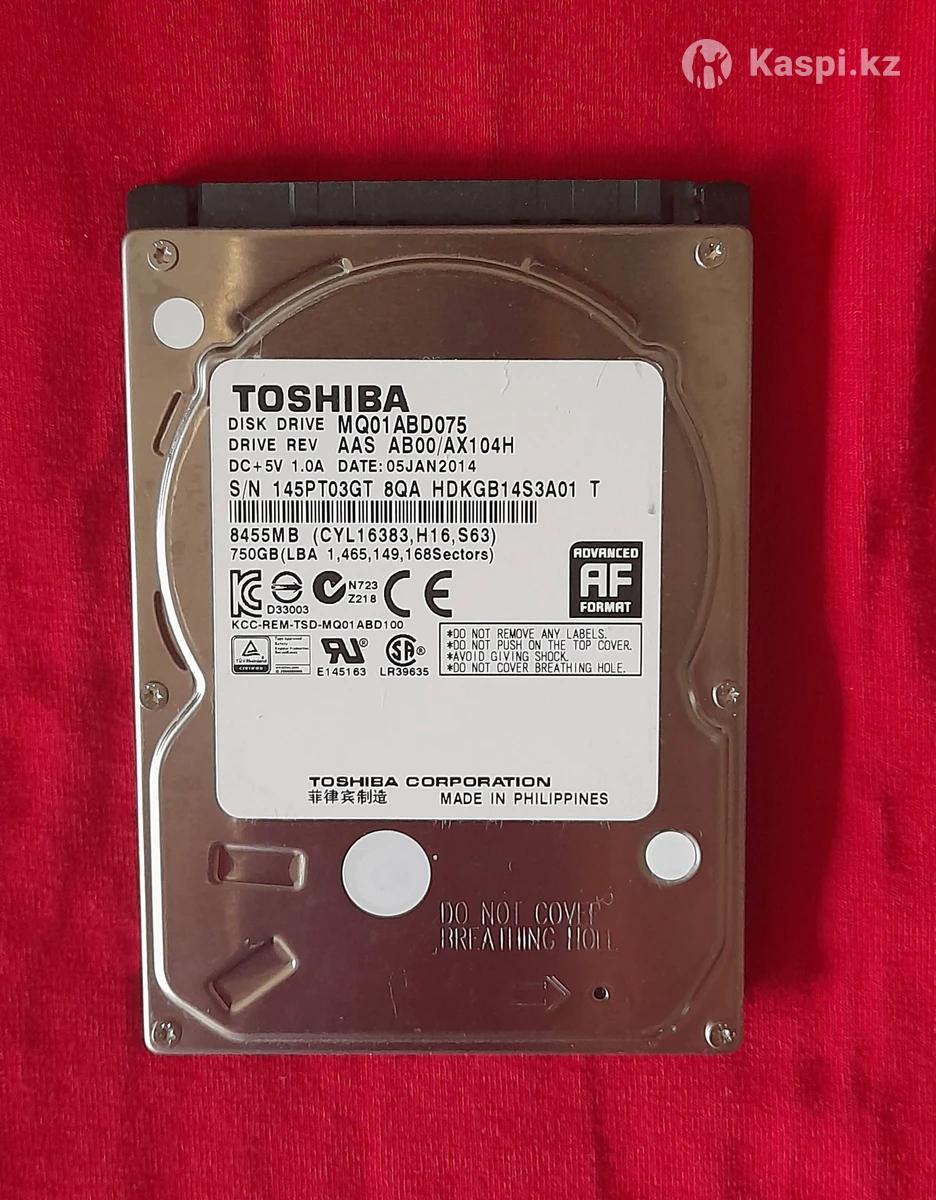 Kaspi.kz
TOSHIBA
DISK DRIVE MQ01ABD075
DRIVE REV AAS AB00/AX104H
DC+5V 1.0A DATE:05JAN2014
S/N 145PT03GT 8QA HDKGB14S3A01 T
8455MB (CYL16383,H16,S63)
750GB(LBA 1,465,149,168Sectors)
ADVANCED
AF
FORMAT
N723
Z218
CE
D33003
KCC-REM-TSD-MQ01ABD100
E145163
SA®
LR39635
*DO NOT REMOVE ANY LABELS.
*DO NOT PUSH ON THE TOP COVER.
*AVOID GIVING SHOCK.
*DO NOT COVER BREATHING HOLE.
TOSHIBA CORPORATION
菲律宾制造 MADE IN PHILIPPINES
DO NOT COVER
BREATHING HOLE